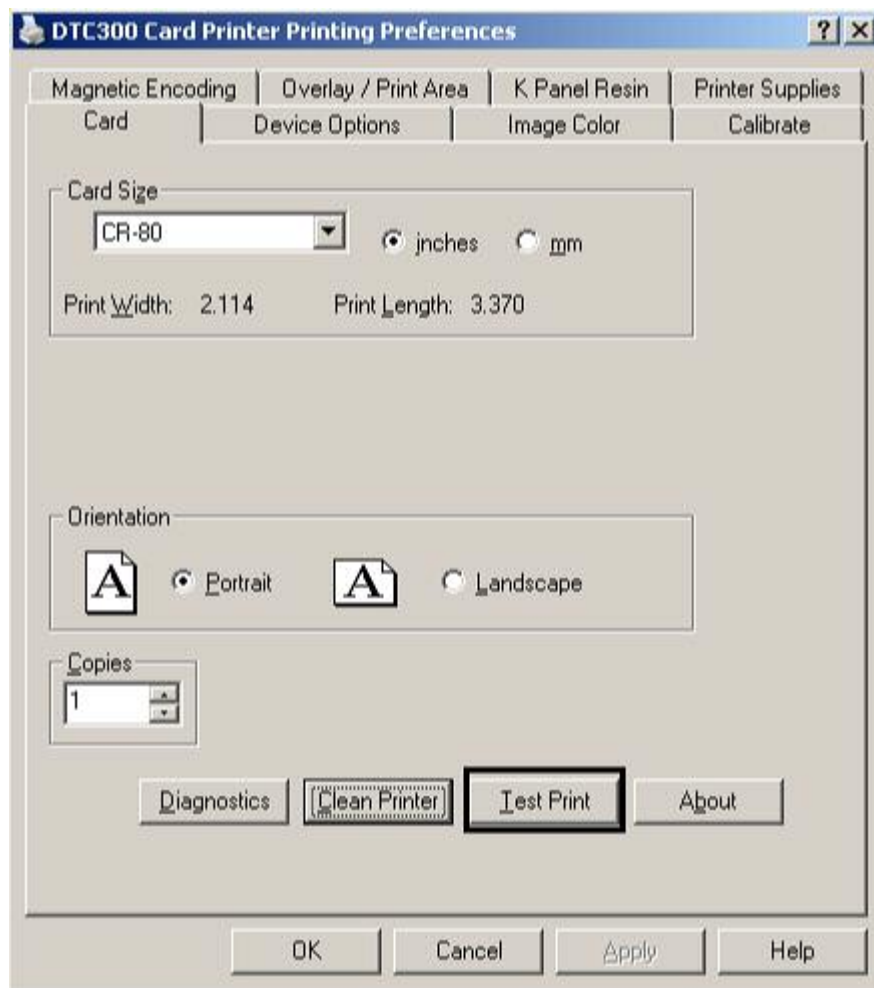 DTC300 Card Printer Printing Preferences
Magnetic Encoding Overlay / Print Area K Panel Resin Printer Supplies
Card Device Options Image Color Calibrate
Card Size
CR-80 inches mm
Print Width: 2.114 Print Length: 3.370
Orientation
A Portrait A Landscape
Copies
1
Diagnostics Clean Printer Test Print About
OK Cancel Apply Help